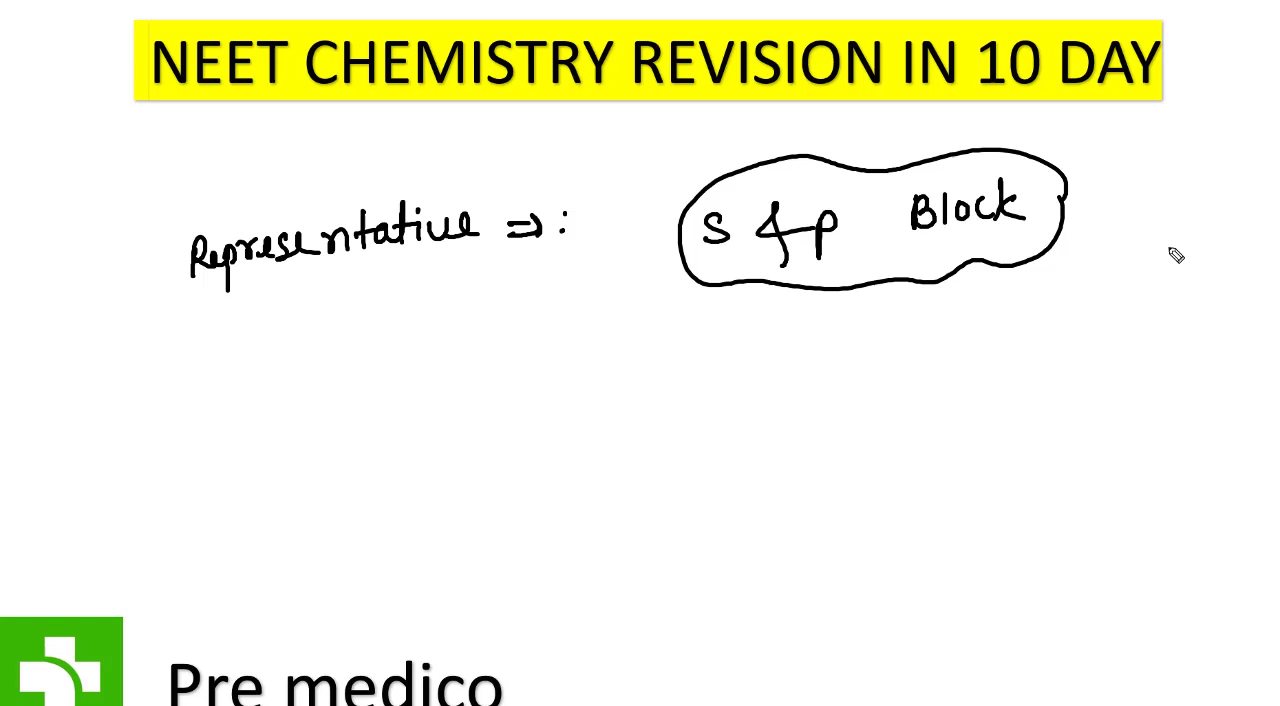 NEET CHEMISTRY REVISION IN 10 DAY
Representative ⇒: s & p Block
Pre medico